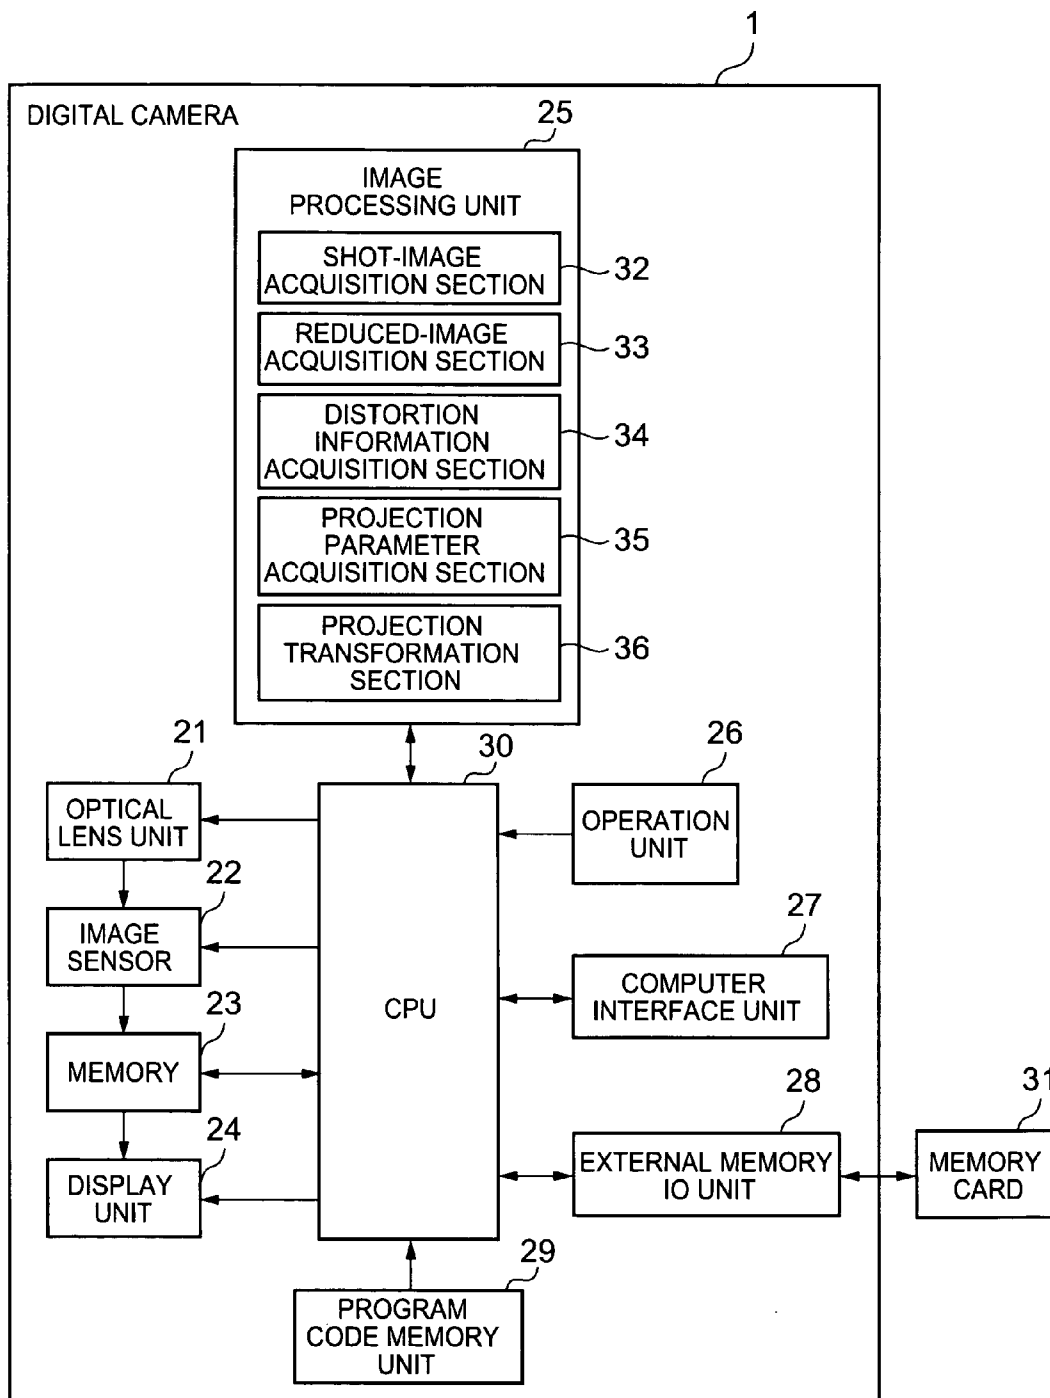 1
DIGITAL CAMERA
25
IMAGE
PROCESSING UNIT
SHOT-IMAGE
ACQUISITION SECTION
32
REDUCED-IMAGE
ACQUISITION SECTION
33
DISTORTION
INFORMATION
ACQUISITION SECTION
34
PROJECTION
PARAMETER
ACQUISITION SECTION
35
PROJECTION
TRANSFORMATION
SECTION
36
21
OPTICAL
LENS UNIT
30
CPU
26
OPERATION
UNIT
22
IMAGE
SENSOR
27
COMPUTER
INTERFACE UNIT
23
MEMORY
28
EXTERNAL MEMORY
IO UNIT
31
MEMORY
CARD
24
DISPLAY
UNIT
29
PROGRAM
CODE MEMORY
UNIT